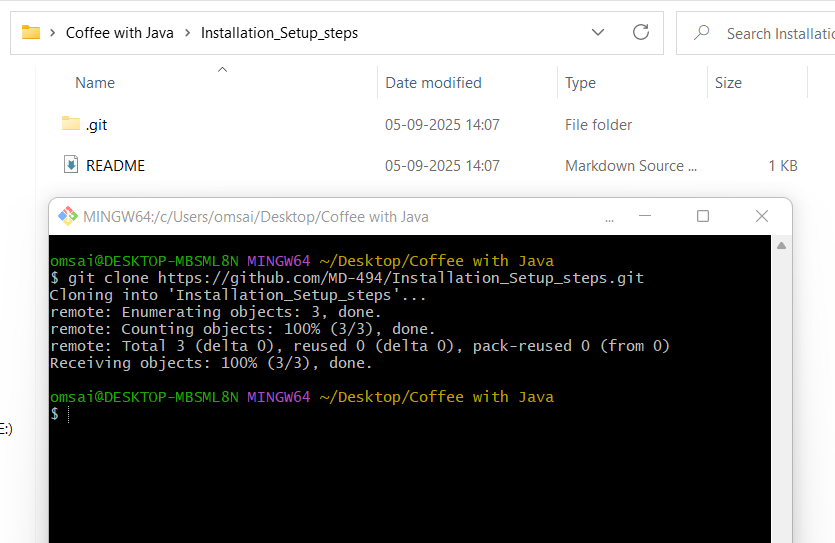 Coffee with Java > Installation_Setup_steps
Search Installatio
Name Date modified Type Size
.git 05-09-2025 14:07 File folder
README 05-09-2025 14:07 Markdown Source ... 1 KB
MINGW64:/c/Users/omsai/Desktop/Coffee with Java ...
omsai@DESKTOP-MBSML8N MINGW64 ~/Desktop/Coffee with Java
$ git clone https://github.com/MD-494/Installation_Setup_steps.git
Cloning into 'Installation_Setup_steps'...
remote: Enumerating objects: 3, done.
remote: Counting objects: 100% (3/3), done.
remote: Total 3 (delta 0), reused 0 (delta 0), pack-reused 0 (from 0)
Receiving objects: 100% (3/3), done.
omsai@DESKTOP-MBSML8N MINGW64 ~/Desktop/Coffee with Java
$
E:)